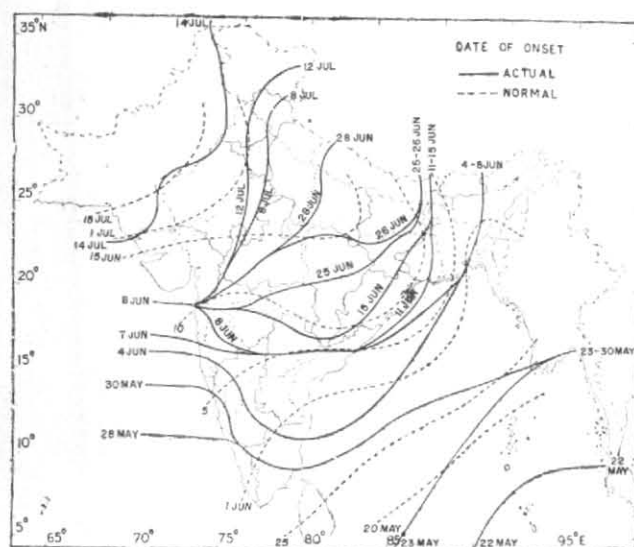 35°N
14 JUL
DATE OF ONSET
ACTUAL
NORMAL
12 JUL
8 JUL
30°
28 JUN
25-26 JUN
11-15 JUN
4-8 JUN
25°
12 JUL
8 JUL
28 JUN
26 JUN
15 JUL
1 JUL
14 JUL
15 JUN
25 JUN
20°
8 JUN
15 JUN
11 JUN
10
8 JUN
7 JUN
4 JUN
15°
23-30 MAY
30 MAY
5
28 MAY
10°
22
MAY
1 JUN
20 MAY
5°
65°
70°
75°
25
80°
85°
23 MAY
22 MAY
95°E